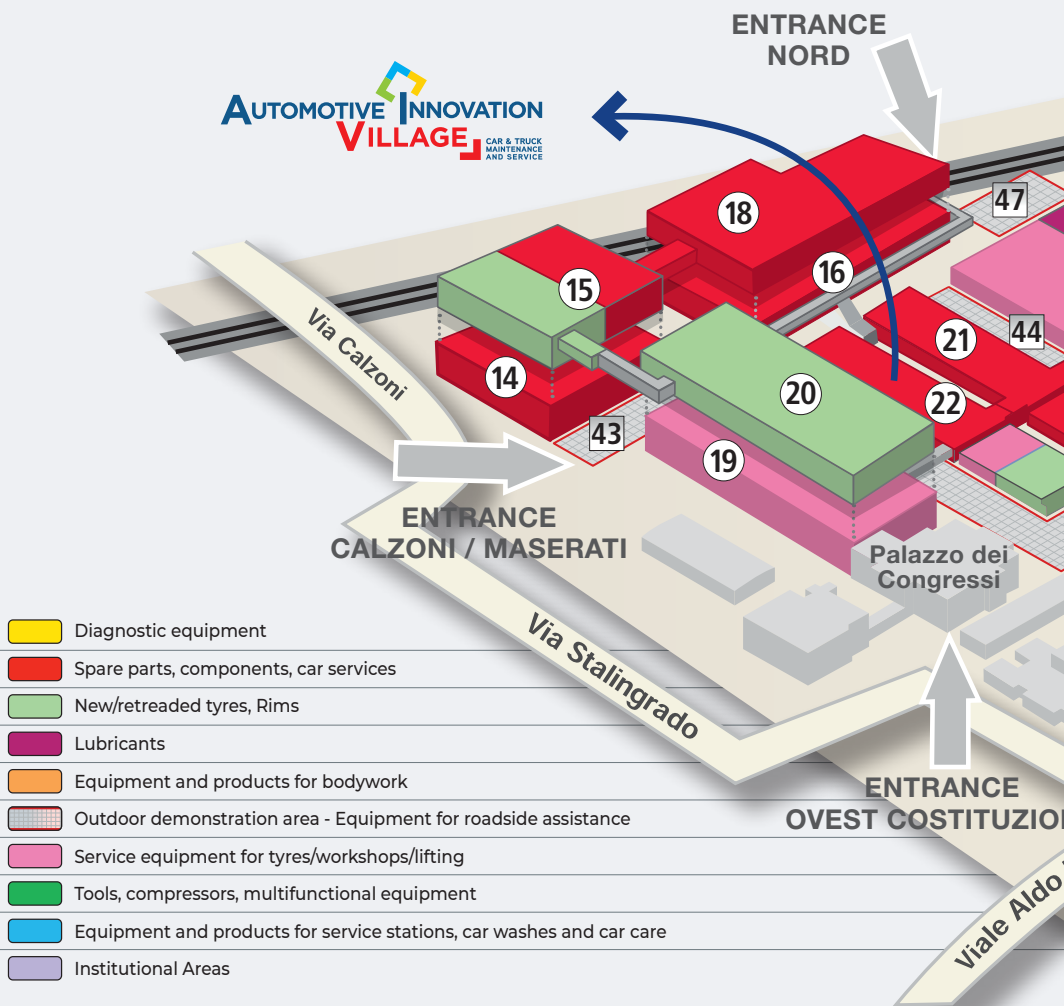 ENTRANCE
NORD
AUTOMOTIVE INNOVATION
VILLAGE
CAR & TRUCK
MAINTENANCE
AND SERVICE
18
47
16
15
Via Calzoni
21
44
14
20
22
43
19
ENTRANCE
CALZONI / MASERATI
Palazzo dei
Congressi
Via Stalingrado
ENTRANCE
OVEST COSTITUZIO
Viale Aldo
Diagnostic equipment
Spare parts, components, car services
New/retreaded tyres, Rims
Lubricants
Equipment and products for bodywork
Outdoor demonstration area - Equipment for roadside assistance
Service equipment for tyres/workshops/lifting
Tools, compressors, multifunctional equipment
Equipment and products for service stations, car washes and car care
Institutional Areas